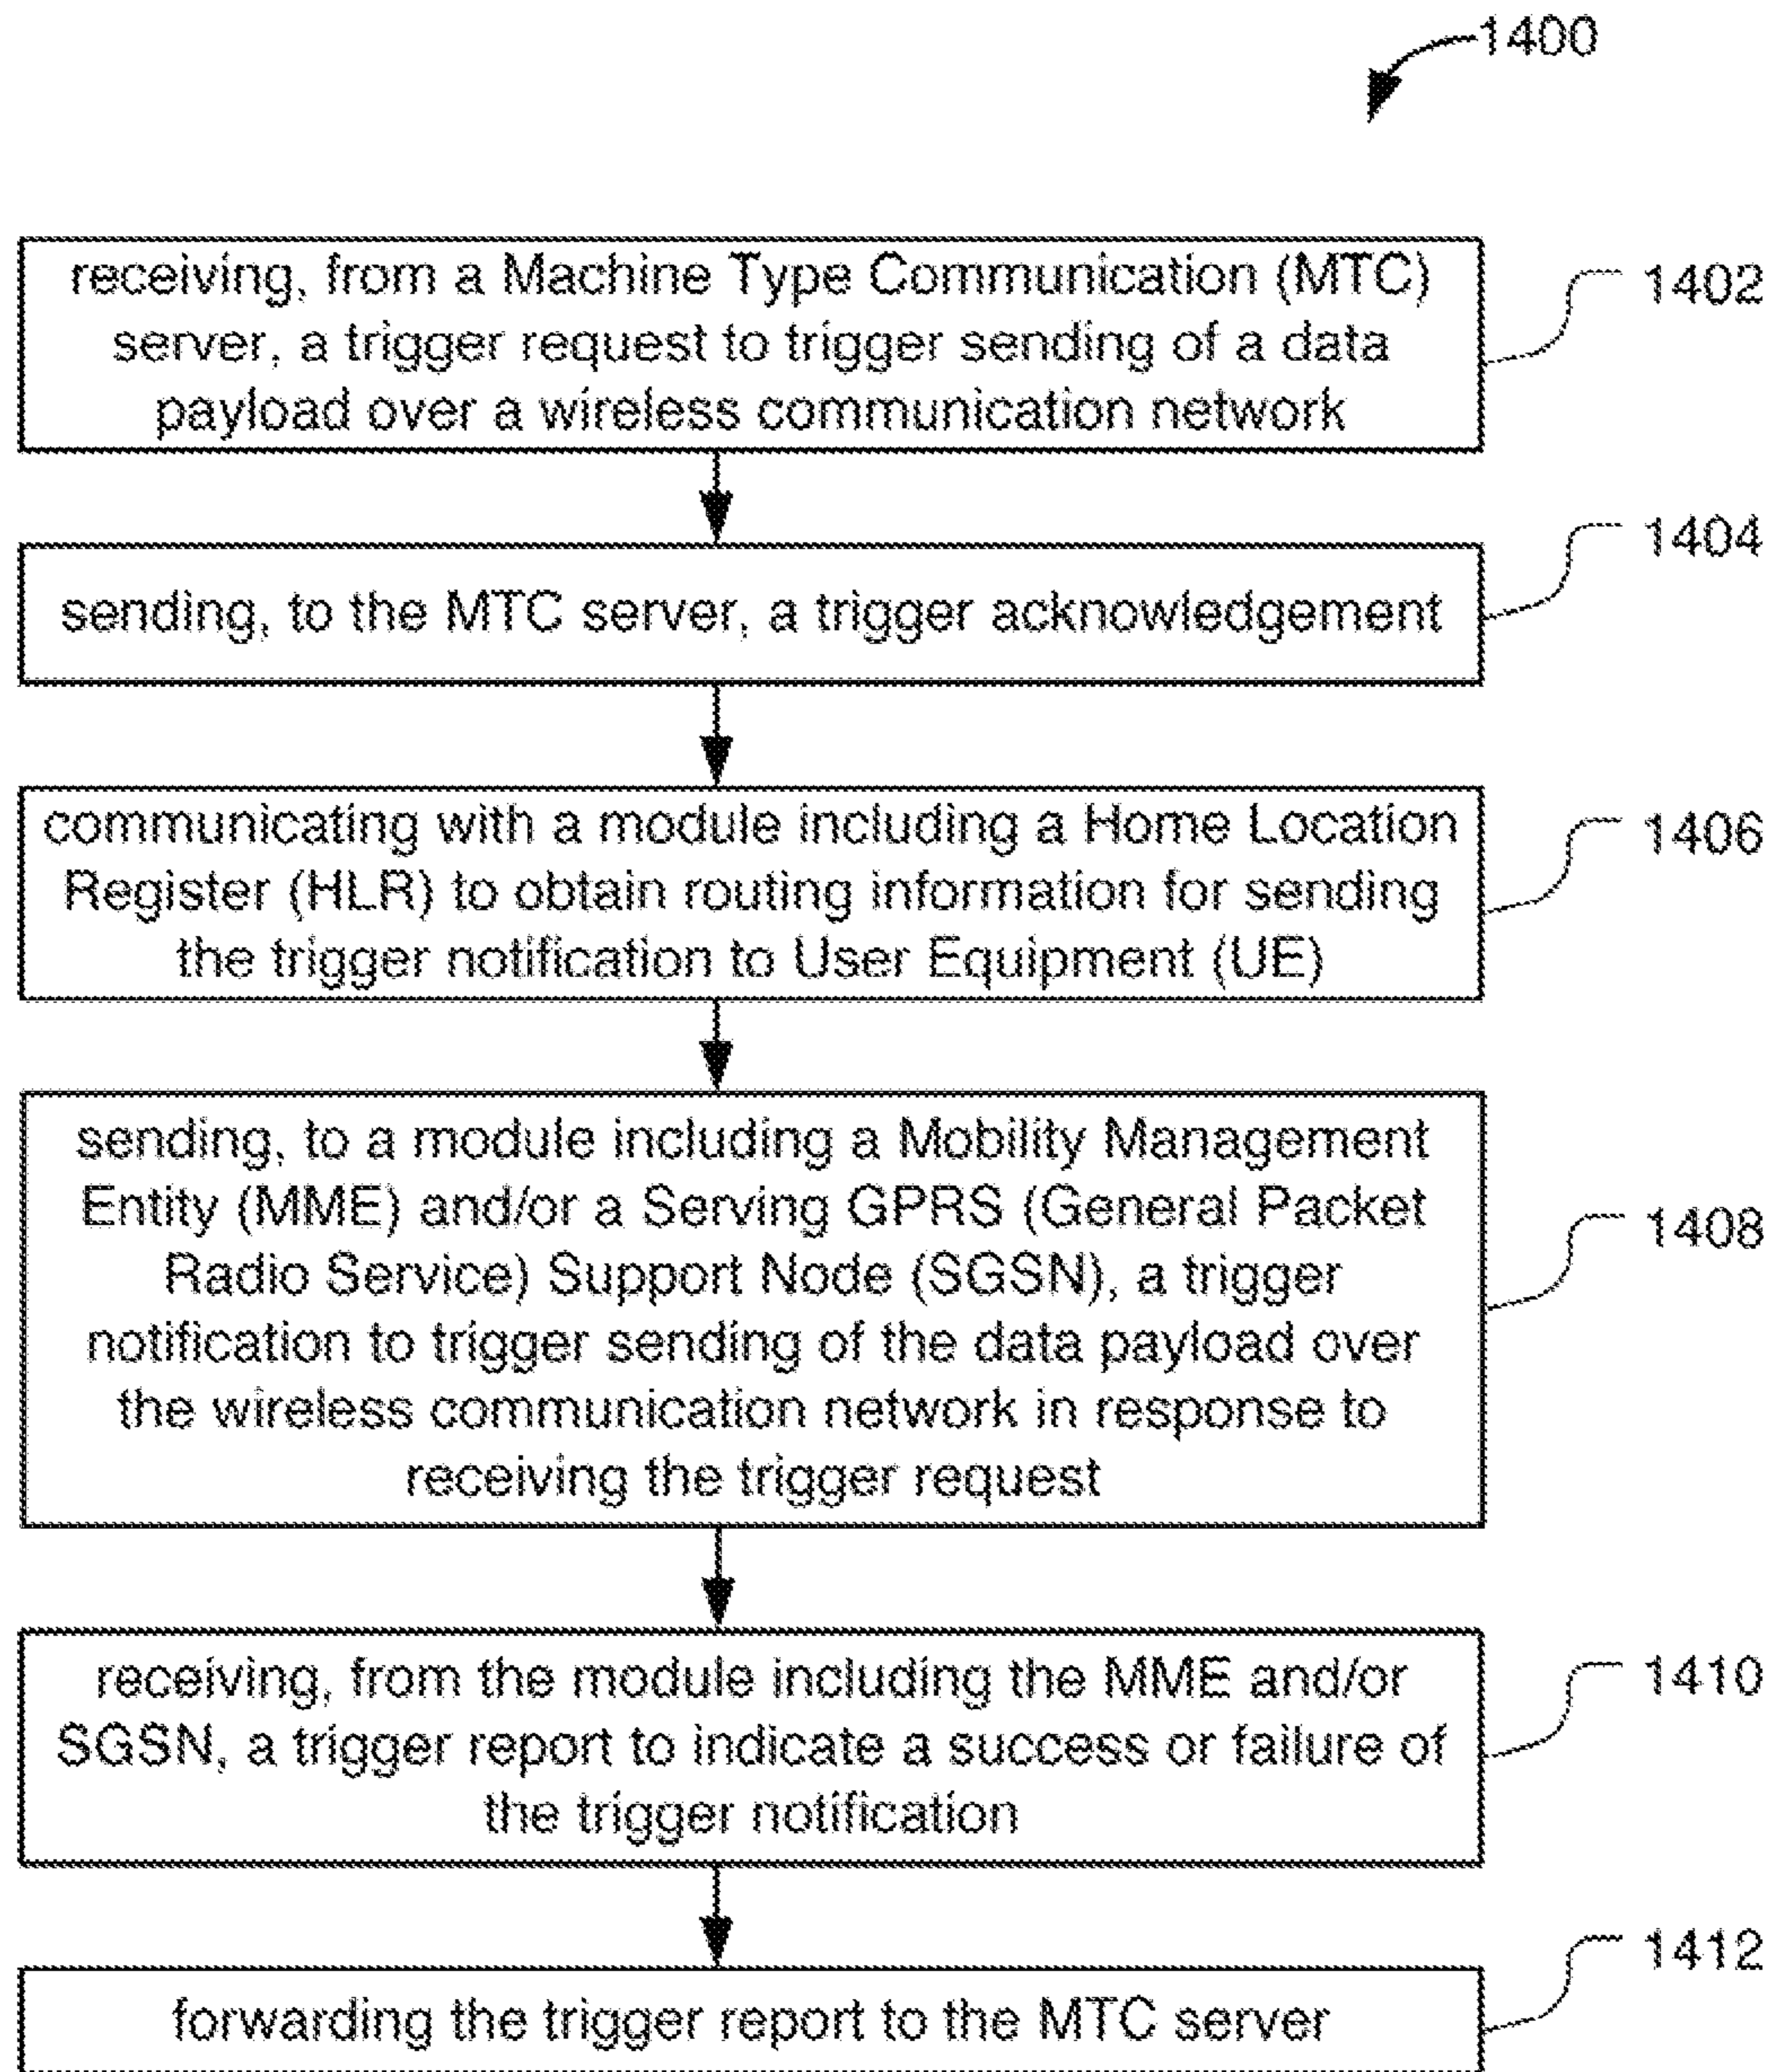 1400
receiving, from a Machine Type Communication (MTC)
server, a trigger request to trigger sending of a data
payload over a wireless communication network
1402
sending, to the MTC server, a trigger acknowledgement
1404
communicating with a module including a Home Location
Register (HLR) to obtain routing information for sending
the trigger notification to User Equipment (UE)
1406
sending, to a module including a Mobility Management
Entity (MME) and/or a Serving GPRS (General Packet
Radio Service) Support Node (SGSN), a trigger
notification to trigger sending of the data payload over
the wireless communication network in response to
receiving the trigger request
1408
receiving, from the module including the MME and/or
SGSN, a trigger report to indicate a success or failure of
the trigger notification
1410
forwarding the trigger report to the MTC server
1412